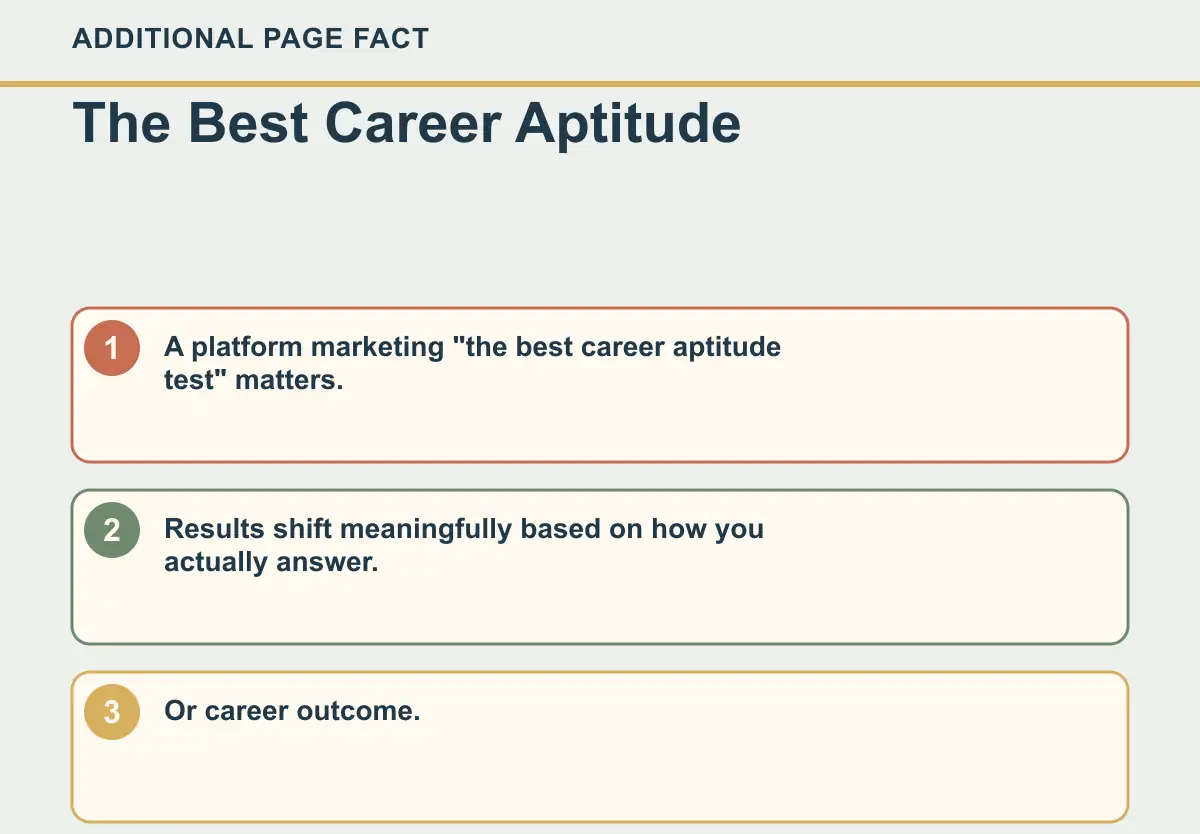 ADDITIONAL PAGE FACT
The Best Career Aptitude
1
A platform marketing "the best career aptitude
test" matters.
2
Results shift meaningfully based on how you
actually answer.
3
Or career outcome.